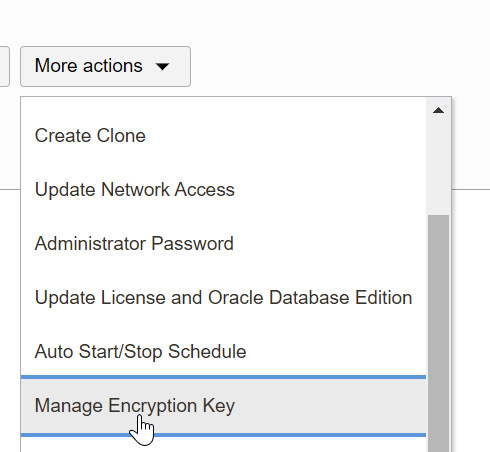 More actions
Create Clone
Update Network Access
Administrator Password
Update License and Oracle Database Edition
Auto Start/Stop Schedule
Manage Encryption Key